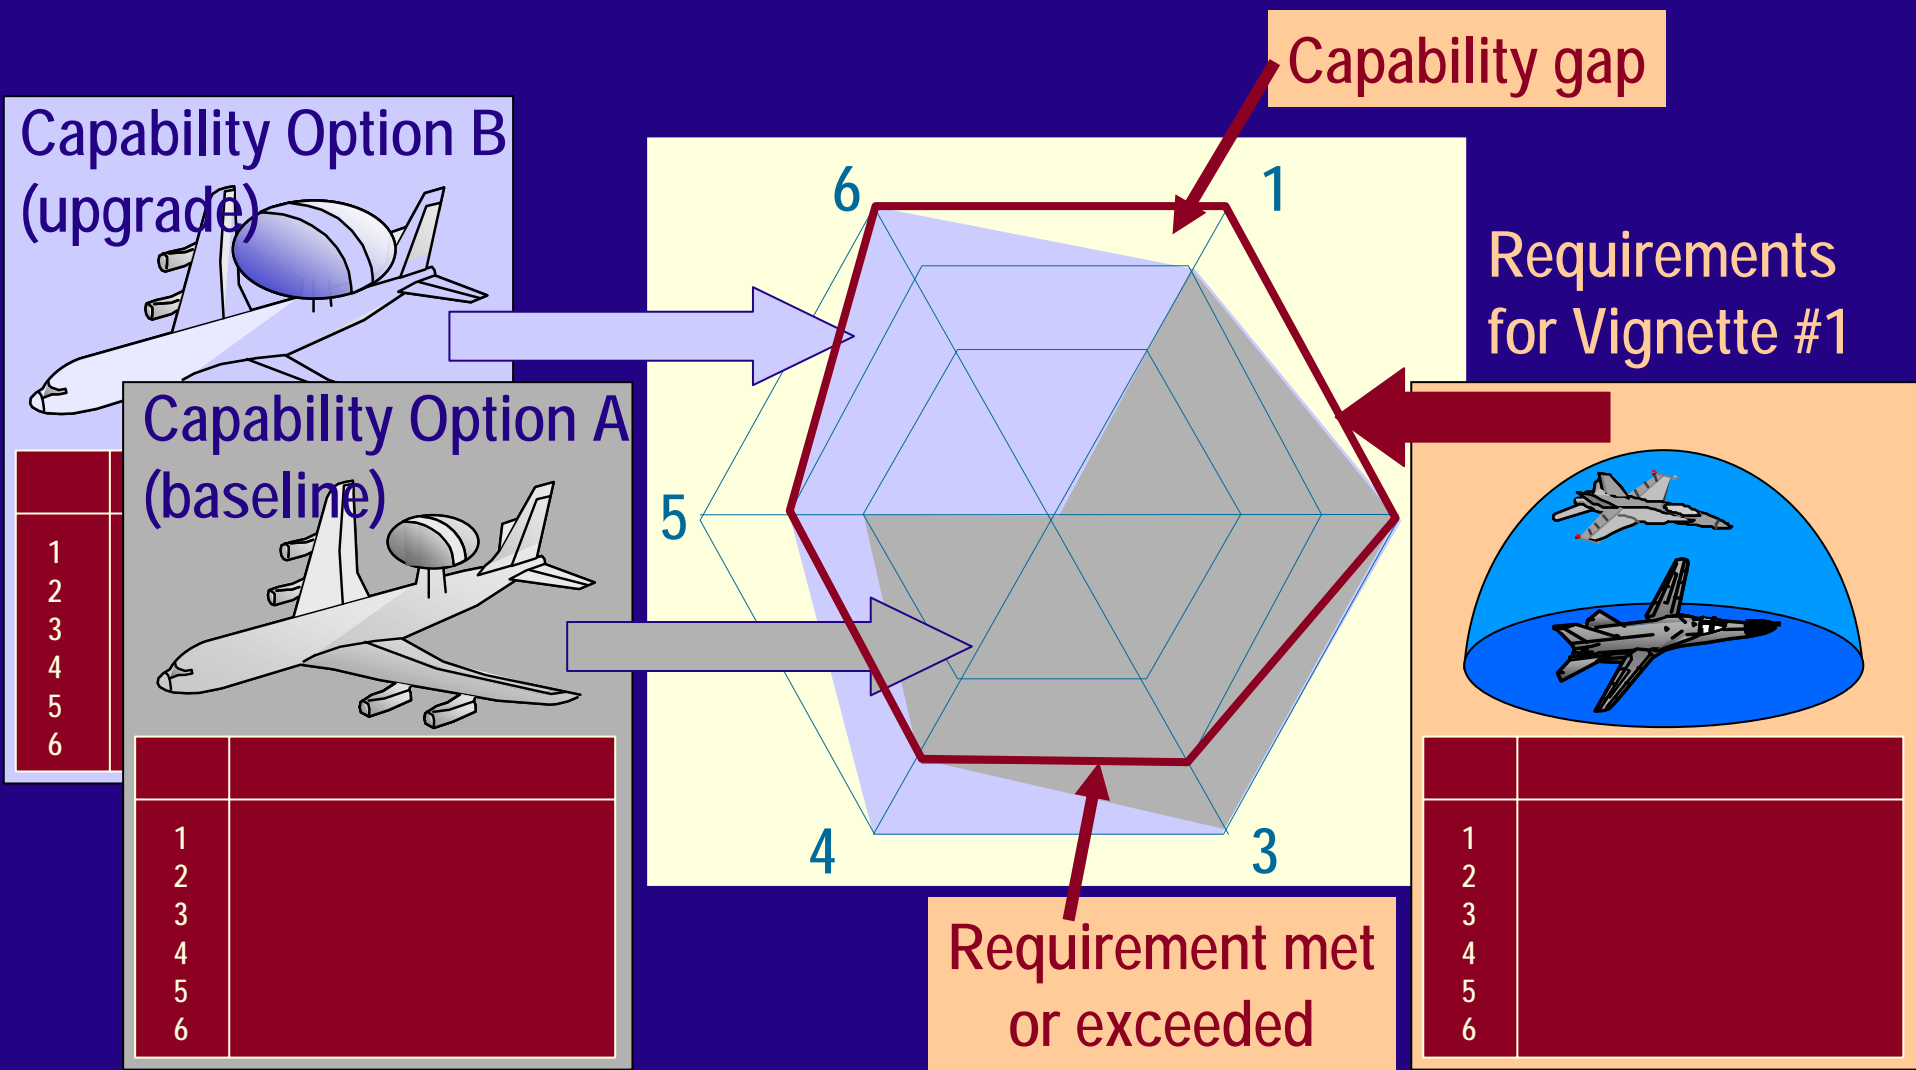 Capability gap
Capability Option B
(upgrade)
6
1
Requirements
for Vignette #1
Capability Option A
(baseline)
5
1
2
3
4
5
6
4
3
1
2
3
4
5
6
Requirement met
or exceeded
1
2
3
4
5
6